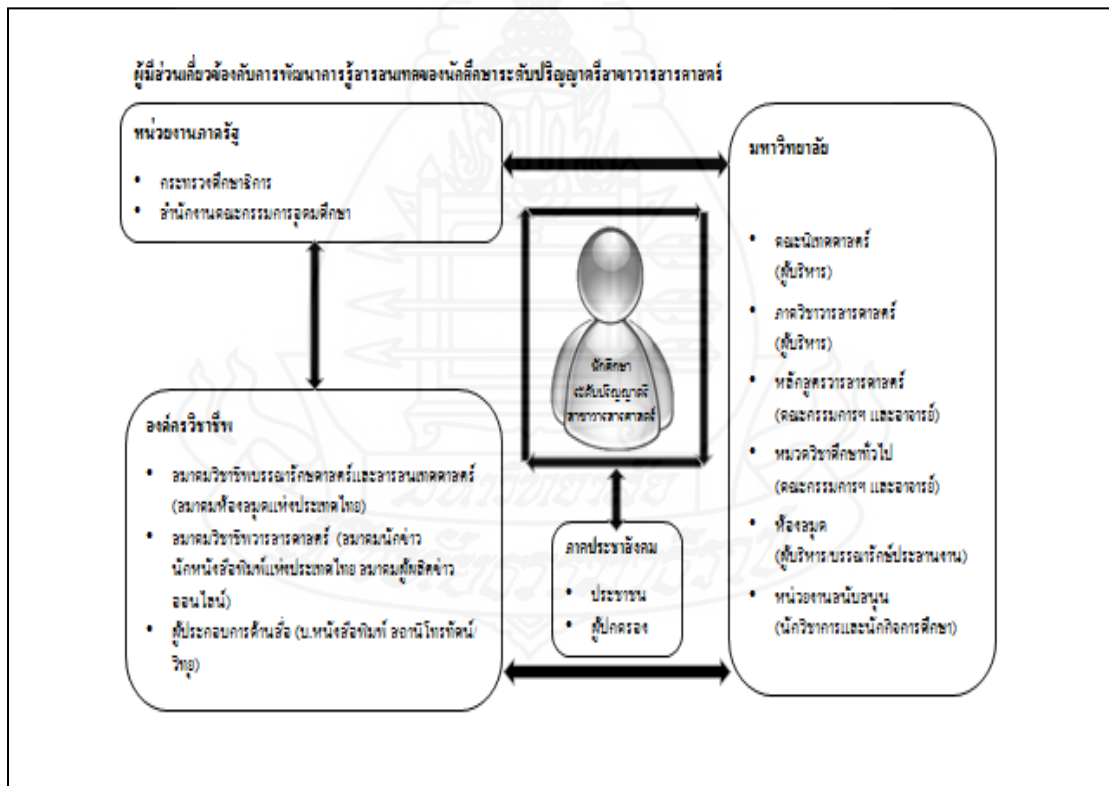 ผู้มีส่วนเกี่ยวข้องกับการพัฒนาการรู้สารสนเทศของนักศึกษาระดับปริญญาตรีสาขาวารสารศาสตร์
หน่วยงานภาครัฐ
• กระทรวงศึกษาธิการ
• สำนักงานคณะกรรมการอุดมศึกษา
มหาวิทยาลัย
• คณะนิเทศศาสตร์
(ผู้บริหาร)
• ภาควิชาวารสารศาสตร์
(ผู้บริหาร)
• หลักสูตรวารสารศาสตร์
(คณะกรรมการฯ และอาจารย์)
• หมวดวิชาศึกษาทั่วไป
(คณะกรรมการฯ และอาจารย์)
• ห้องสมุด
(ผู้บริหาร/บรรณารักษ์ประสานงาน)
• หน่วยงานสนับสนุน
(นักวิชาการและนักกิจการศึกษา)
นักศึกษา
ระดับปริญญาตรี
สาขาวารสารศาสตร์
องค์กรวิชาชีพ
• สมาคมวิชาชีพบรรณารักษศาสตร์และสารสนเทศศาสตร์
(สมาคมห้องสมุดแห่งประเทศไทย)
• สมาคมวิชาชีพวารสารศาสตร์ (สมาคมนักข่าว
นักหนังสือพิมพ์แห่งประเทศไทย สมาคมผู้ผลิตข่าว
ออนไลน์)
• ผู้ประกอบการด้านสื่อ (บ.หนังสือพิมพ์ สถานีโทรทัศน์/
วิทยุ)
ภาคประชาสังคม
• ประชาชน
• ผู้ปกครอง